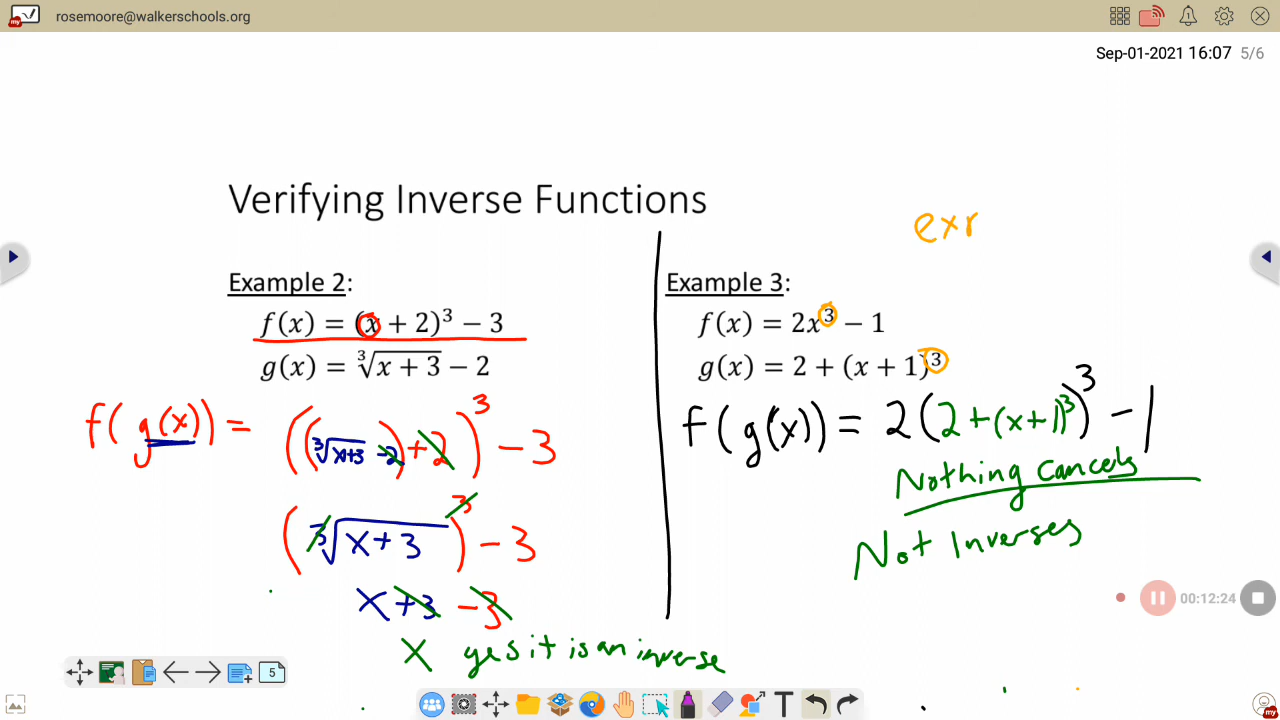 rosemoore@walkerschools.org
Sep-01-2021 16:07 5/6
Verifying Inverse Functions
exr
Example 2:
f(x) = (x + 2)³ − 3
g(x) = ∛(x + 3) − 2
f(g(x)) = ((∛x+3 -2)+2)³ − 3
(∛x+3)³ − 3
x +3 −3
x yes it is an inverse
Example 3:
f(x) = 2x³ − 1
g(x) = 2 + (x + 1)³
f(g(x)) = 2(2+(x+1)³)³ − 1
Nothing cancels
Not Inverses
00:12:24
5